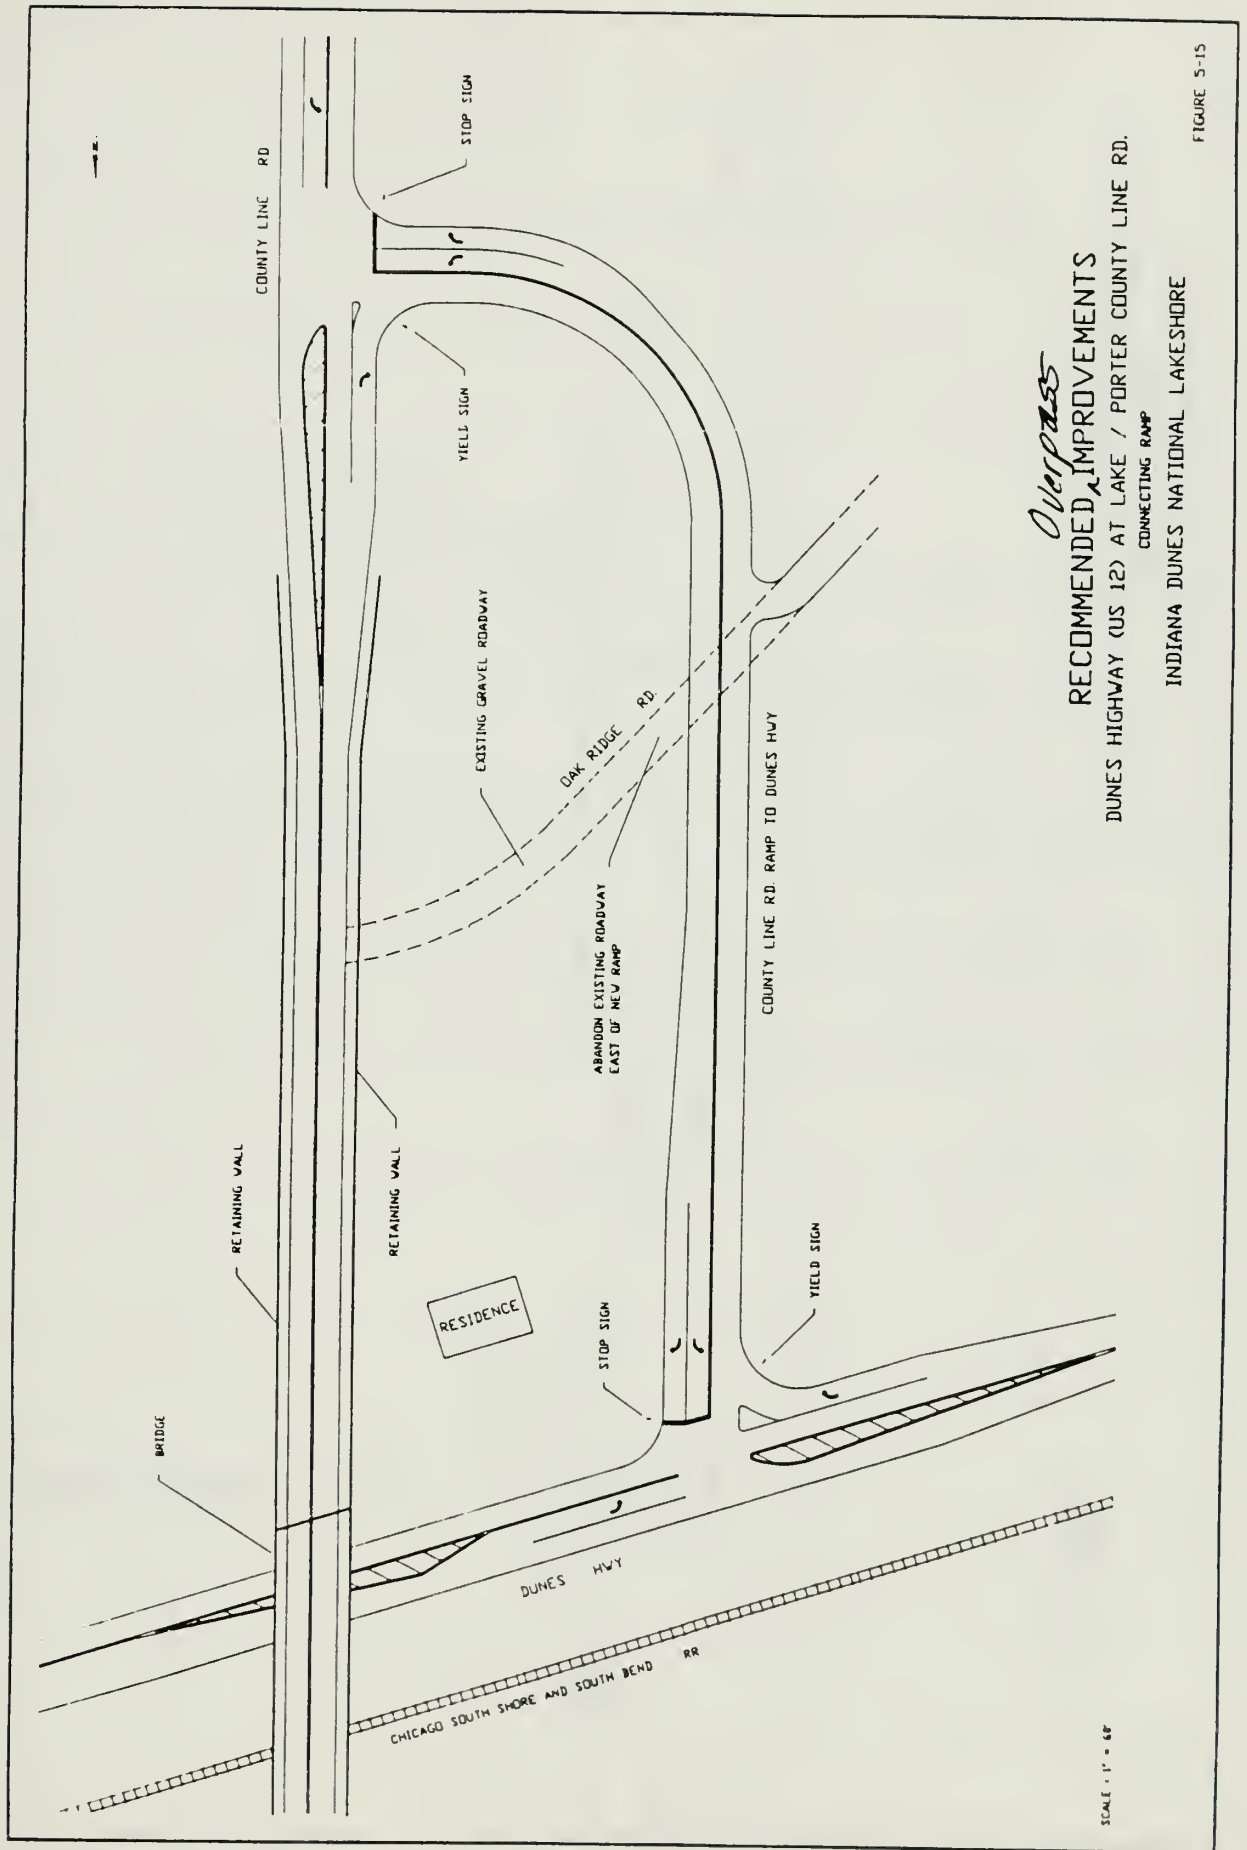 COUNTY LINE RD
STOP SIGN
YIELD SIGN
EXISTING GRAVEL ROADWAY
OAK RIDGE RD.
ABANDON EXISTING ROADWAY
EAST OF NEW RAMP
COUNTY LINE RD. RAMP TO DUNES HWY
RETAINING WALL
RETAINING WALL
RESIDENCE
BRIDGE
STOP SIGN
YIELD SIGN
DUNES HWY
CHICAGO SOUTH SHORE AND SOUTH BEND RR
Overpass
RECOMMENDED ^ IMPROVEMENTS
DUNES HIGHWAY (US 12) AT LAKE / PORTER COUNTY LINE RD.
CONNECTING RAMP
INDIANA DUNES NATIONAL LAKESHORE
FIGURE 5-15
SCALE : 1" = 60'